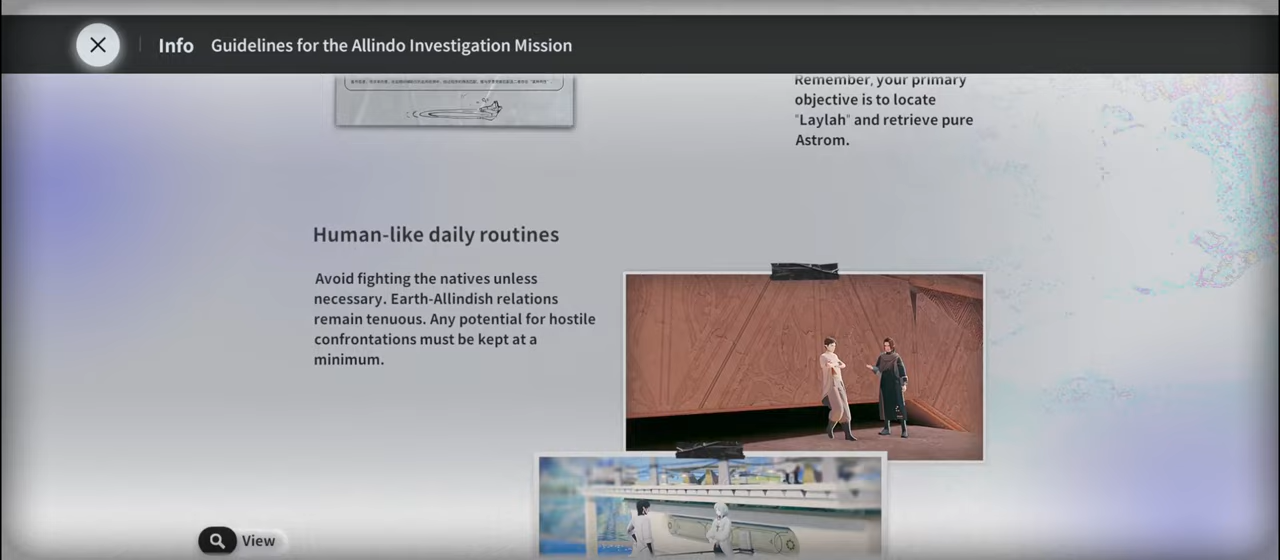 Info Guidelines for the Allindo Investigation Mission
Remember, your primary
objective is to locate
"Laylah" and retrieve pure
Astrom.
Human-like daily routines
Avoid fighting the natives unless
necessary. Earth-Allindish relations
remain tenuous. Any potential for hostile
confrontations must be kept at a
minimum.
View